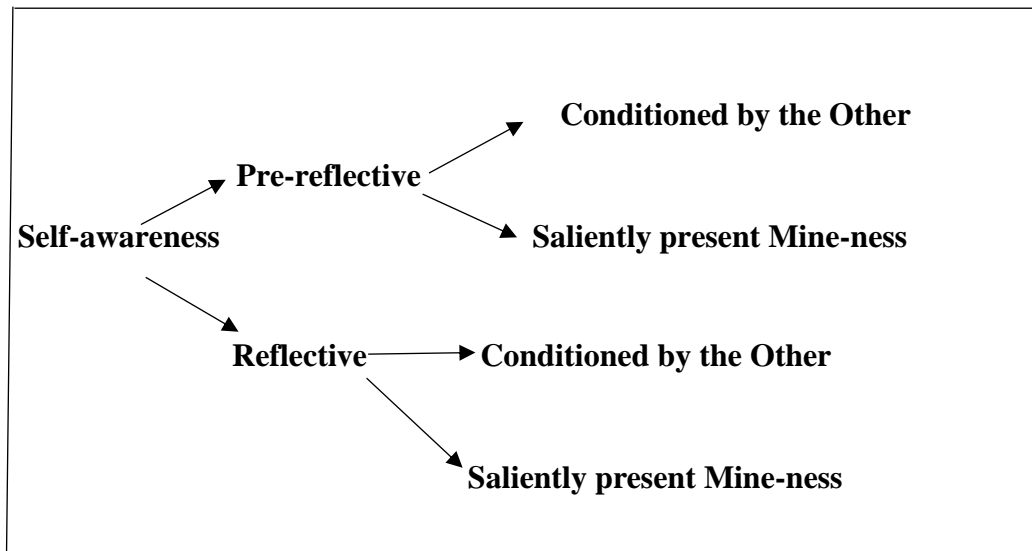 Conditioned by the Other
Pre-reflective
Self-awareness
Saliently present Mine-ness
Reflective
Conditioned by the Other
Saliently present Mine-ness